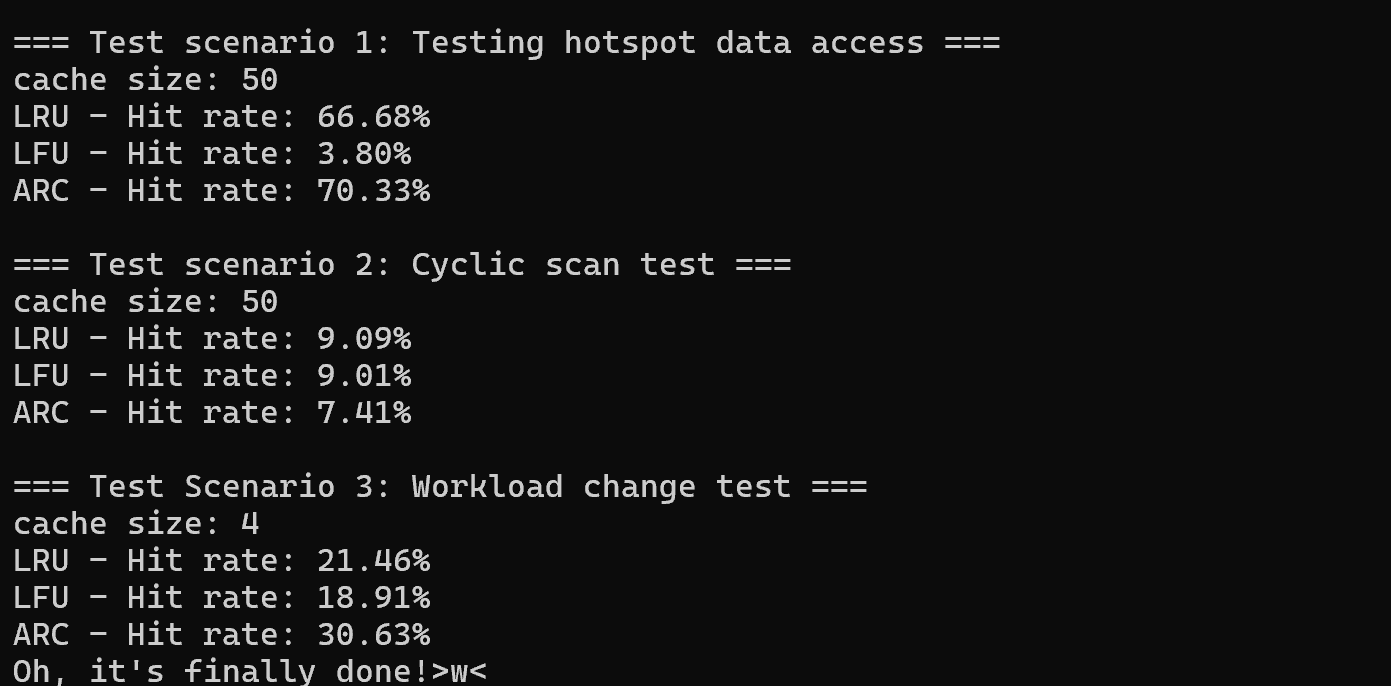 === Test scenario 1: Testing hotspot data access ===
cache size: 50
LRU - Hit rate: 66.68%
LFU - Hit rate: 3.80%
ARC - Hit rate: 70.33%
=== Test scenario 2: Cyclic scan test ===
cache size: 50
LRU - Hit rate: 9.09%
LFU - Hit rate: 9.01%
ARC - Hit rate: 7.41%
=== Test Scenario 3: Workload change test ===
cache size: 4
LRU - Hit rate: 21.46%
LFU - Hit rate: 18.91%
ARC - Hit rate: 30.63%
Oh, it's finally done!>w<